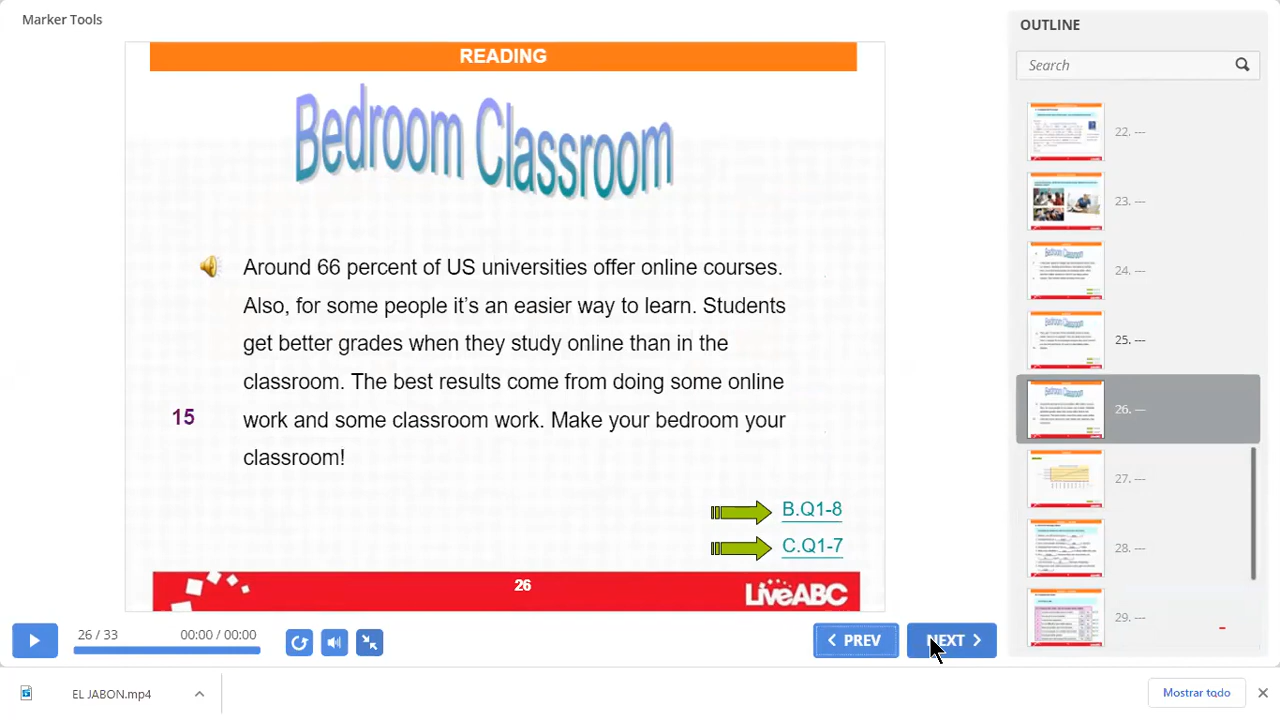 Marker Tools
OUTLINE
READING
Search
Bedroom Classroom
22. ---
23. ---
24. ---
25. ---
26. ---
27. ---
28. ---
29. ---
Around 66 percent of US universities offer online courses.
Also, for some people it's an easier way to learn. Students
get better grades when they study online than in the
classroom. The best results come from doing some online
15
work and some classroom work. Make your bedroom your
classroom!
B.Q1-8
C.Q1-7
26
LiveABC
26 / 33
00:00 / 00:00
PREV
NEXT
EL JABON.mp4
Mostrar todo